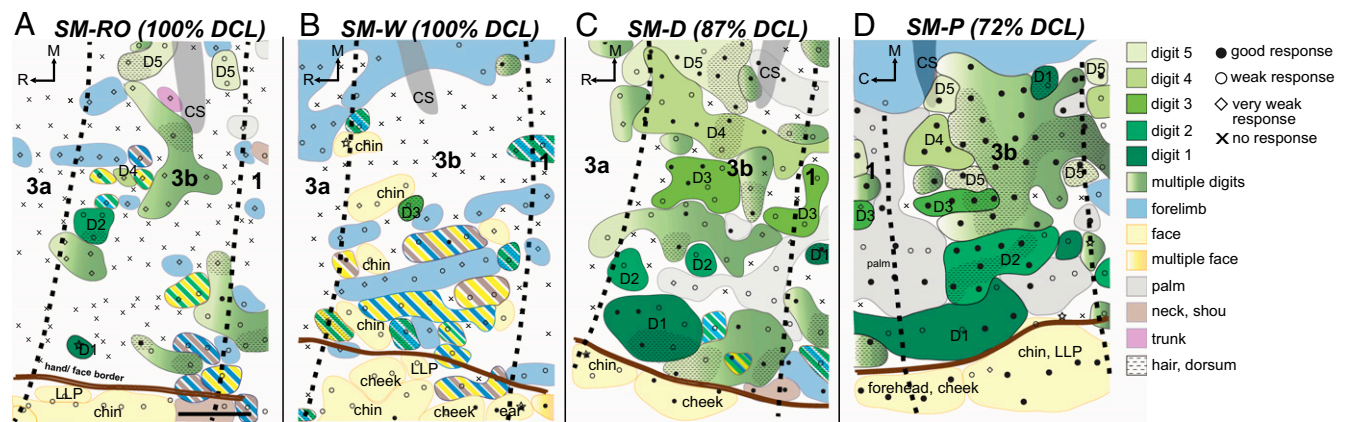 A SM-RO (100% DCL)
M
R
D5
D5
CS
3a
D4
3b
1
D2
D1
hand/ face border
LLP
chin
B SM-W (100% DCL)
M
R
CS
chin
3b
1
3a
chin
D3
chin
chin
LLP
cheek
chin
cheek
ear
C SM-D (87% DCL)
M
R
D5
CS
D4
3a
D3
3b
1
D3
D2
D2
D1
D1
chin
cheek
D SM-P (72% DCL)
M
C
CS
D5
D1
D5
D4
3b
1
D5
D5
D3
D3
palm
D2
D1
chin, LLP
forehead, cheek
digit 5
digit 4
digit 3
digit 2
digit 1
multiple digits
forelimb
face
multiple face
palm
neck, shou
trunk
hair, dorsum
good response
weak response
very weak
response
no response